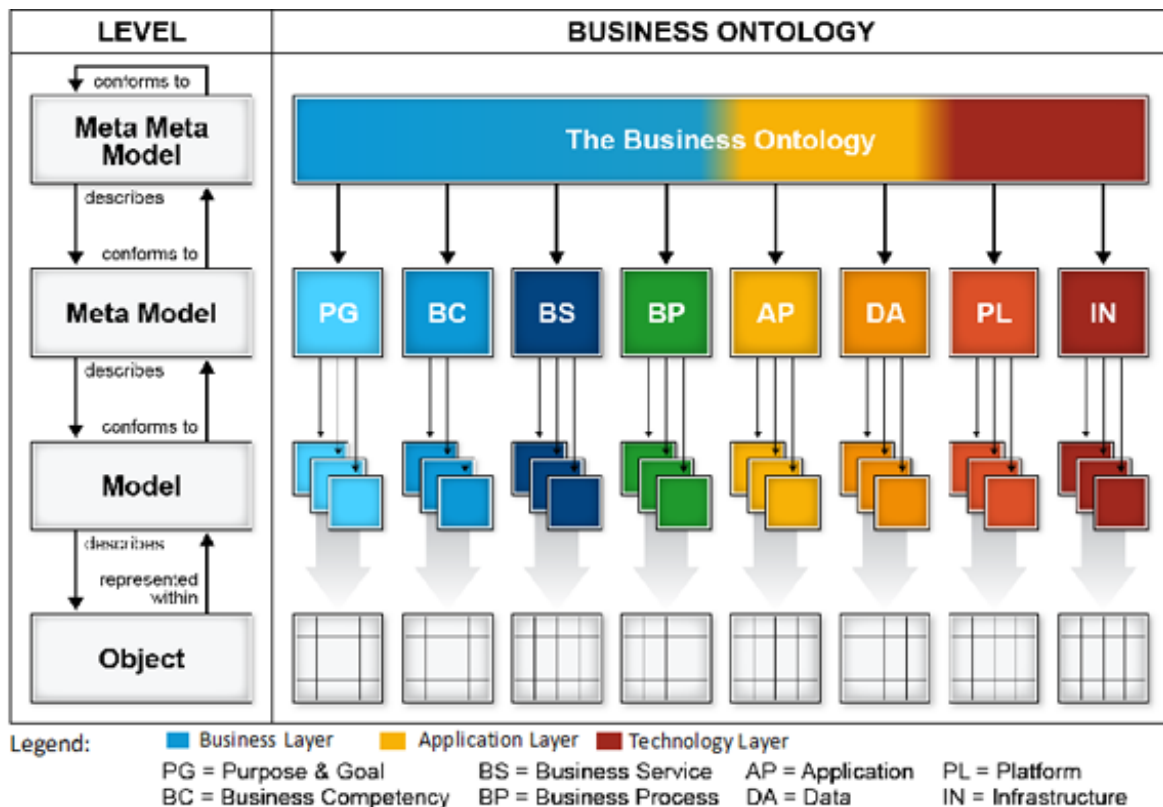 LEVEL
BUSINESS ONTOLOGY
conforms to
Meta Meta
Model
The Business Ontology
describes
conforms to
Meta Model
PG
BC
BS
BP
AP
DA
PL
IN
describes
conforms to
Model
describes
represented
within
Object
Legend:
Business Layer
Application Layer
Technology Layer
PG = Purpose & Goal
BS = Business Service
AP = Application
PL = Platform
BC = Business Competency
BP = Business Process
DA = Data
IN = Infrastructure